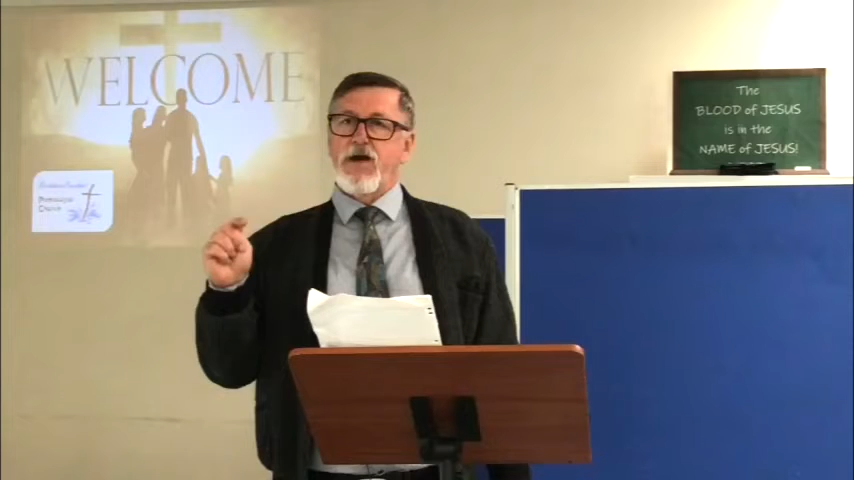 WELCOME
The
BLOOD of JESUS
is in the
NAME of JESUS!